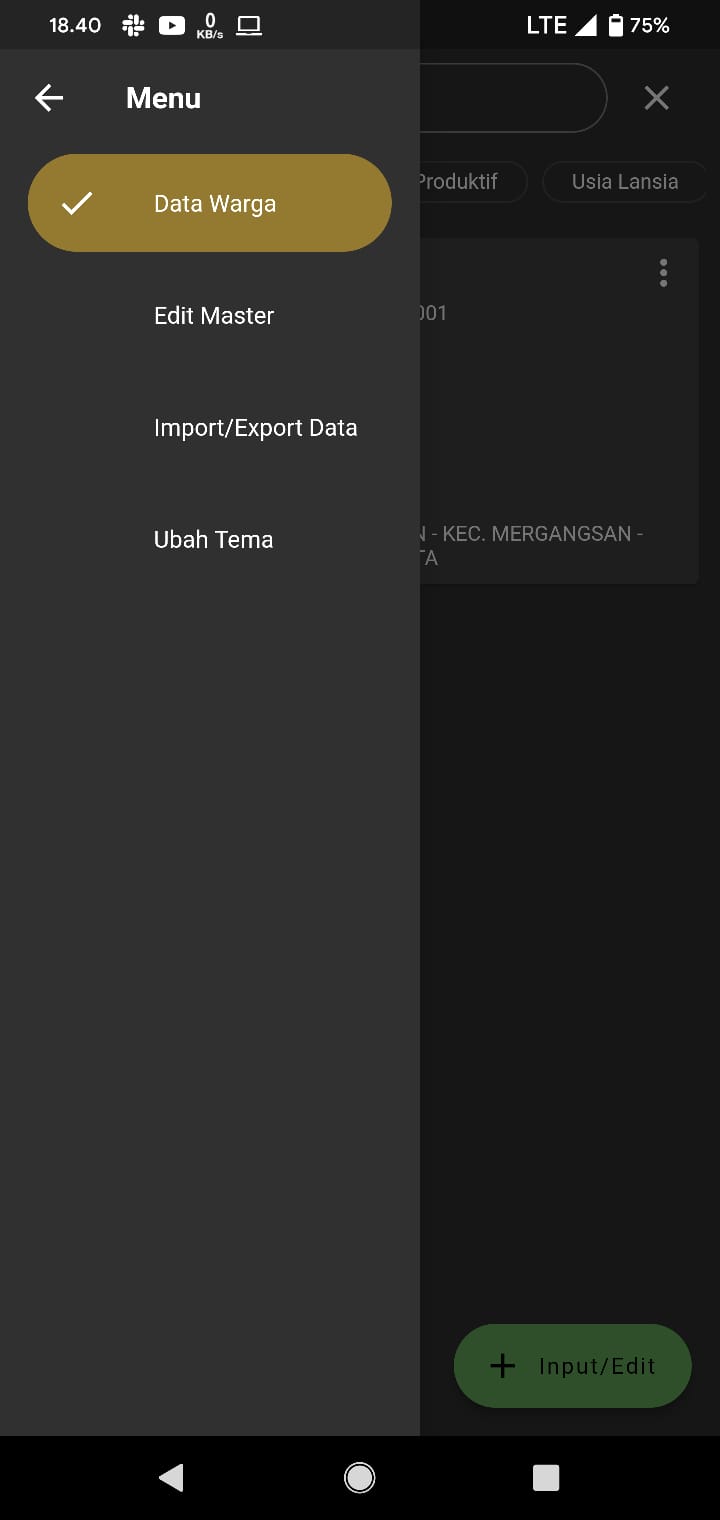 18.40
0
KB/s
LTE
75%
Menu
Data Warga
Produktif
Usia Lansia
Edit Master
001
Import/Export Data
Ubah Tema
- KEC. MERGANGSAN -
TA
Input/Edit